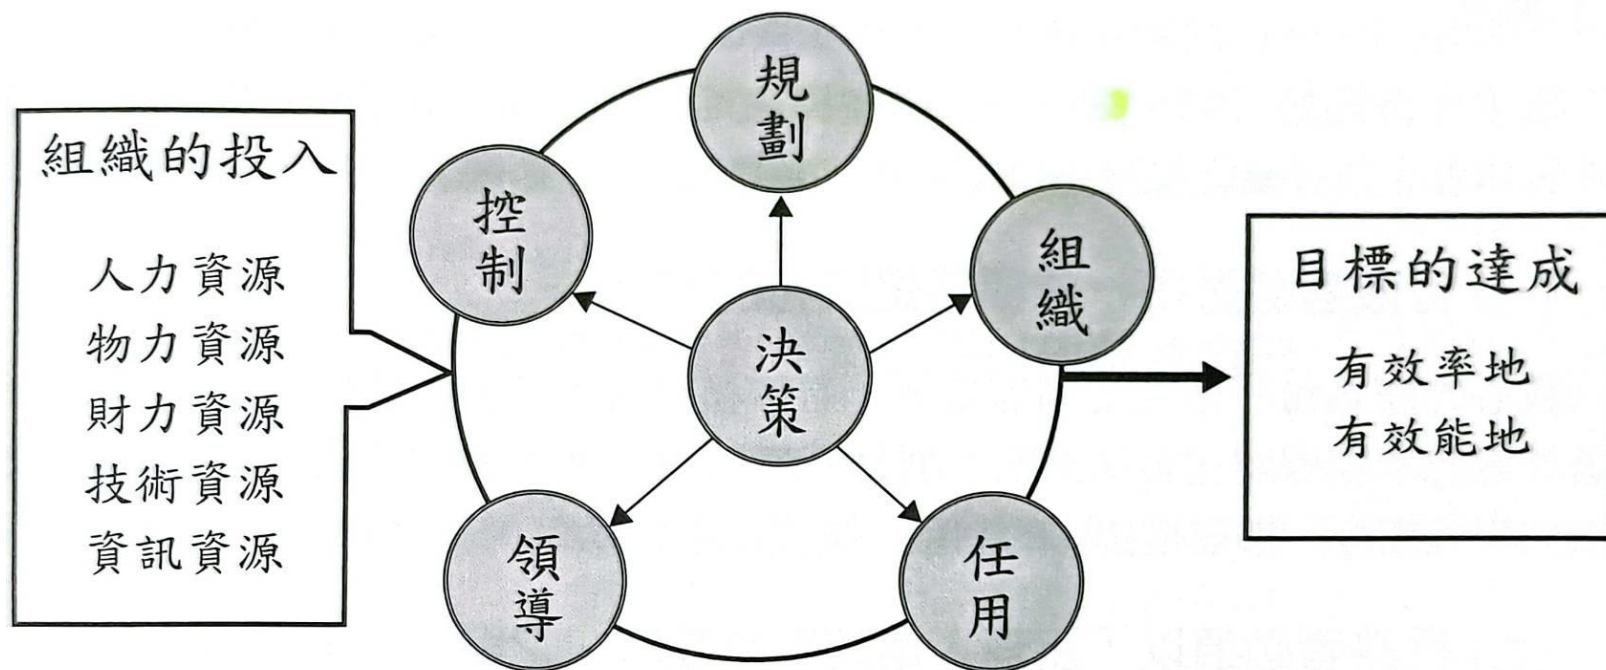 組織的投入
人力資源
物力資源
財力資源
技術資源
資訊資源
規劃
控制
組織
決策
領導
任用
目標的達成
有效率地
有效能地